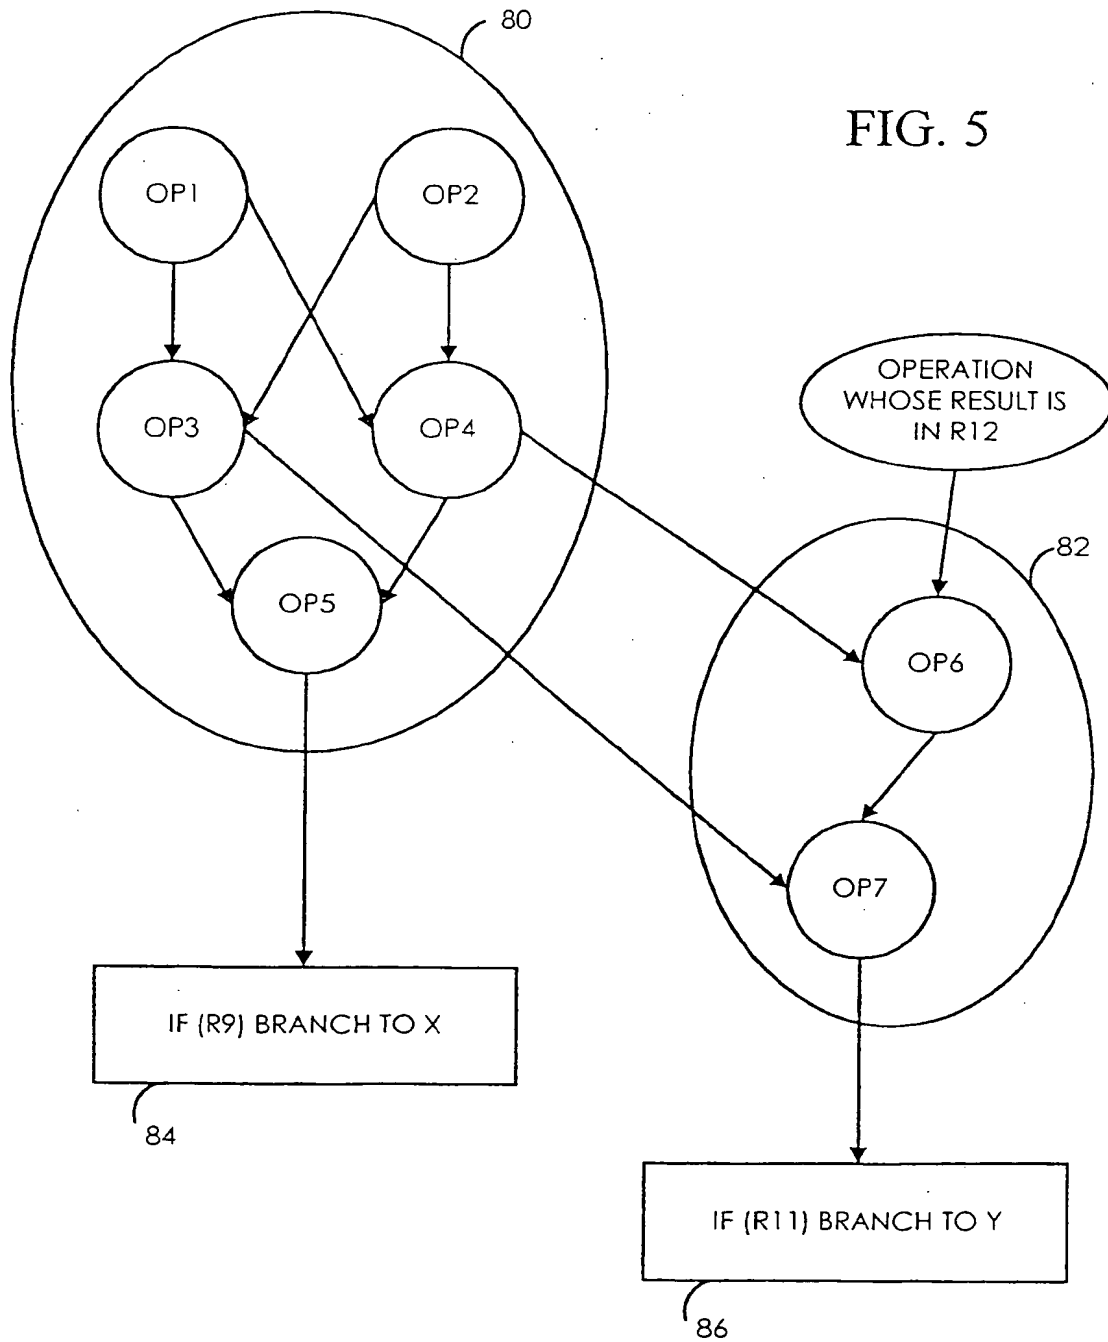 80
FIG. 5
OP1
OP2
OPERATION
WHOSE RESULT IS
IN R12
OP3
OP4
82
OP5
OP6
OP7
IF (R9) BRANCH TO X
84
IF (R11) BRANCH TO Y
86